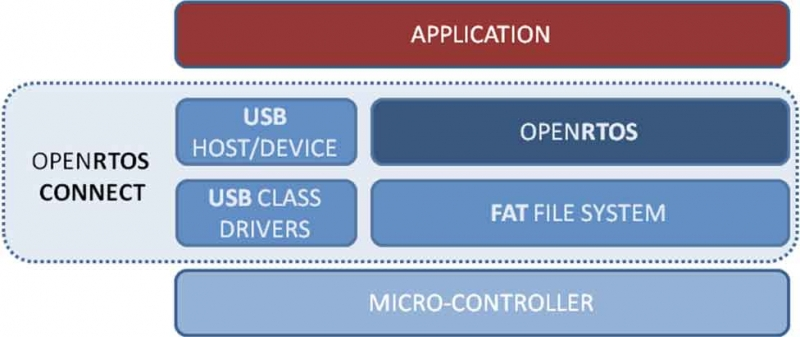 APPLICATION
USB
HOST/DEVICE
OPENRTOS
OPENRTOS
CONNECT
USB CLASS
DRIVERS
FAT FILE SYSTEM
MICRO-CONTROLLER